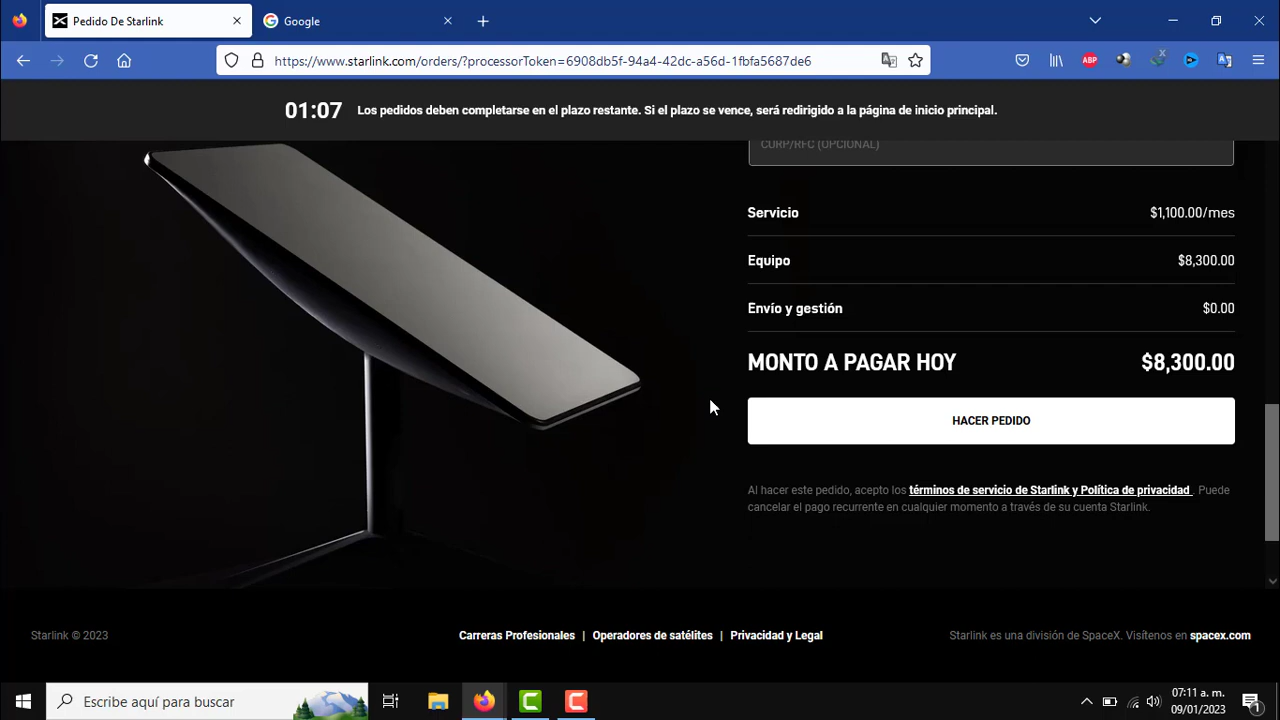 Pedido De Starlink
Google
https://www.starlink.com/orders/?processorToken=6908db5f-94a4-42dc-a56d-1fbfa5687de6
ABP
01:07 Los pedidos deben completarse en el plazo restante. Si el plazo se vence, será redirigido a la página de inicio principal.
CURP/RFC (OPCIONAL)
Servicio $1,100.00/mes
Equipo $8,300.00
Envío y gestión $0.00
MONTO A PAGAR HOY $8,300.00
HACER PEDIDO
Al hacer este pedido, acepto los términos de servicio de Starlink y Política de privacidad . Puede
cancelar el pago recurrente en cualquier momento a través de su cuenta Starlink.
Starlink © 2023 Carreras Profesionales | Operadores de satélites | Privacidad y Legal Starlink es una división de SpaceX. Visítenos en spacex.com
Escribe aquí para buscar
07:11 a. m.
09/01/2023
1